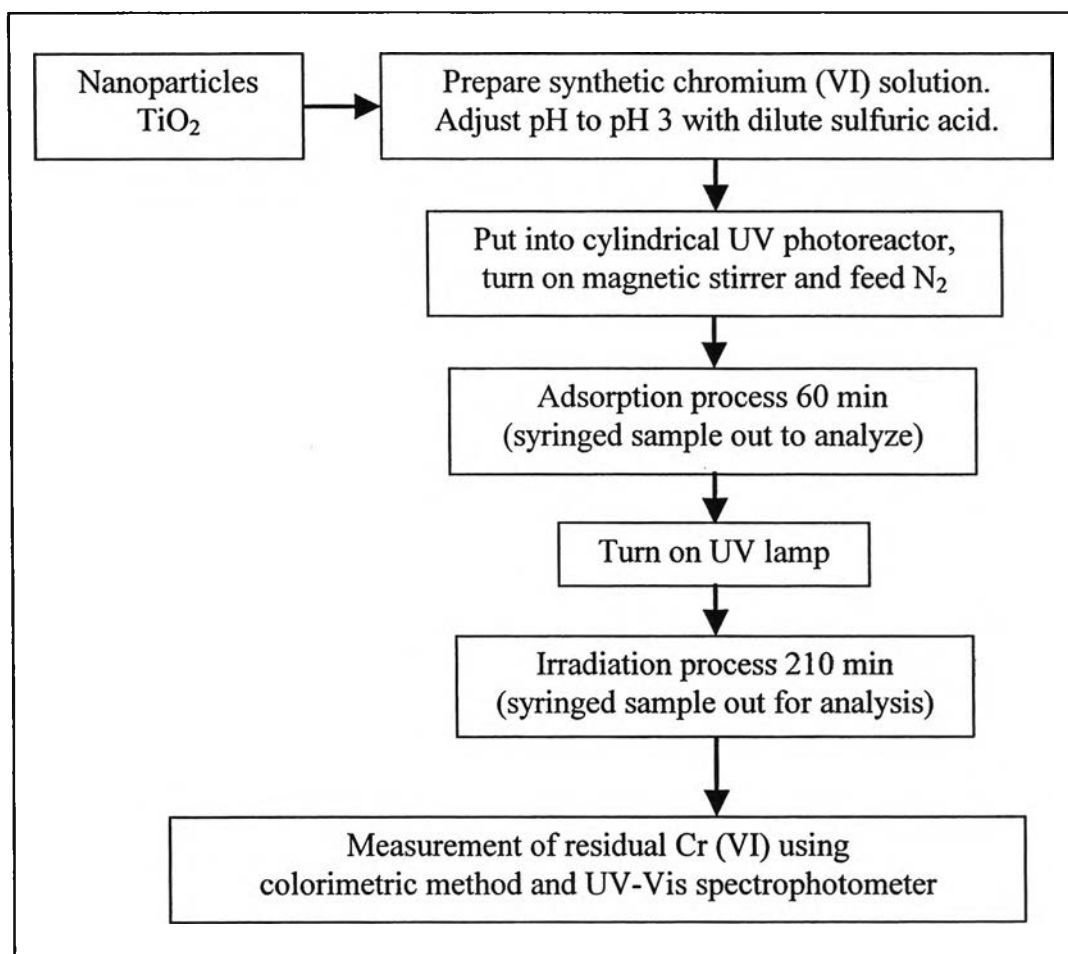 Nanoparticles
TiO₂
Prepare synthetic chromium (VI) solution.
Adjust pH to pH 3 with dilute sulfuric acid.
Put into cylindrical UV photoreactor,
turn on magnetic stirrer and feed N₂
Adsorption process 60 min
(syringed sample out to analyze)
Turn on UV lamp
Irradiation process 210 min
(syringed sample out for analysis)
Measurement of residual Cr (VI) using
colorimetric method and UV-Vis spectrophotometer